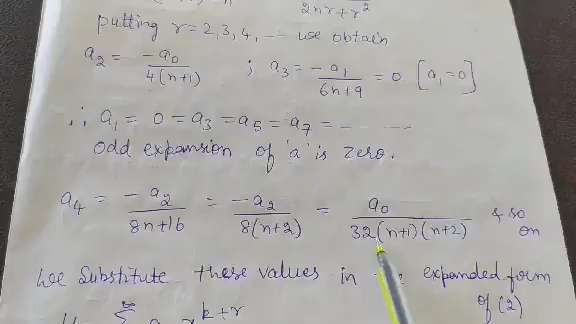 2nr+r²
putting r=2,3,4,--- we obtain
a₂ = -a₀/4(n+1) ; a₃ = -a₁/6n+9 = 0 [a₁=0]
∴ a₁ = 0 = a₃ = a₅ = a₇ = --- ---
odd expansion of 'a' is zero.
a₄ = -a₂/8n+16 = -a₂/8(n+2) = a₀/32(n+1)(n+2) & so on
We substitute these values in expanded form
of (2)